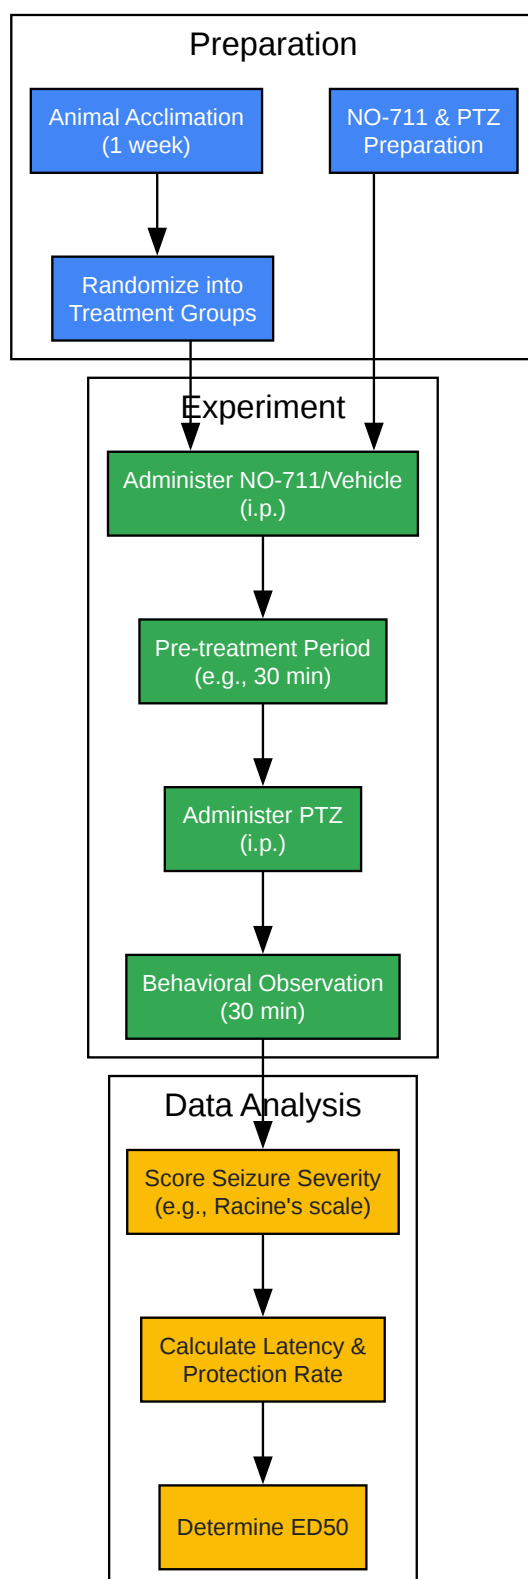 Preparation
Animal Acclimation
(1 week)
NO-711 & PTZ
Preparation
Randomize into
Treatment Groups
Experiment
Administer NO-711/Vehicle
(i.p.)
Pre-treatment Period
(e.g., 30 min)
Administer PTZ
(i.p.)
Behavioral Observation
(30 min)
Data Analysis
Score Seizure Severity
(e.g., Racine's scale)
Calculate Latency &
Protection Rate
Determine ED50